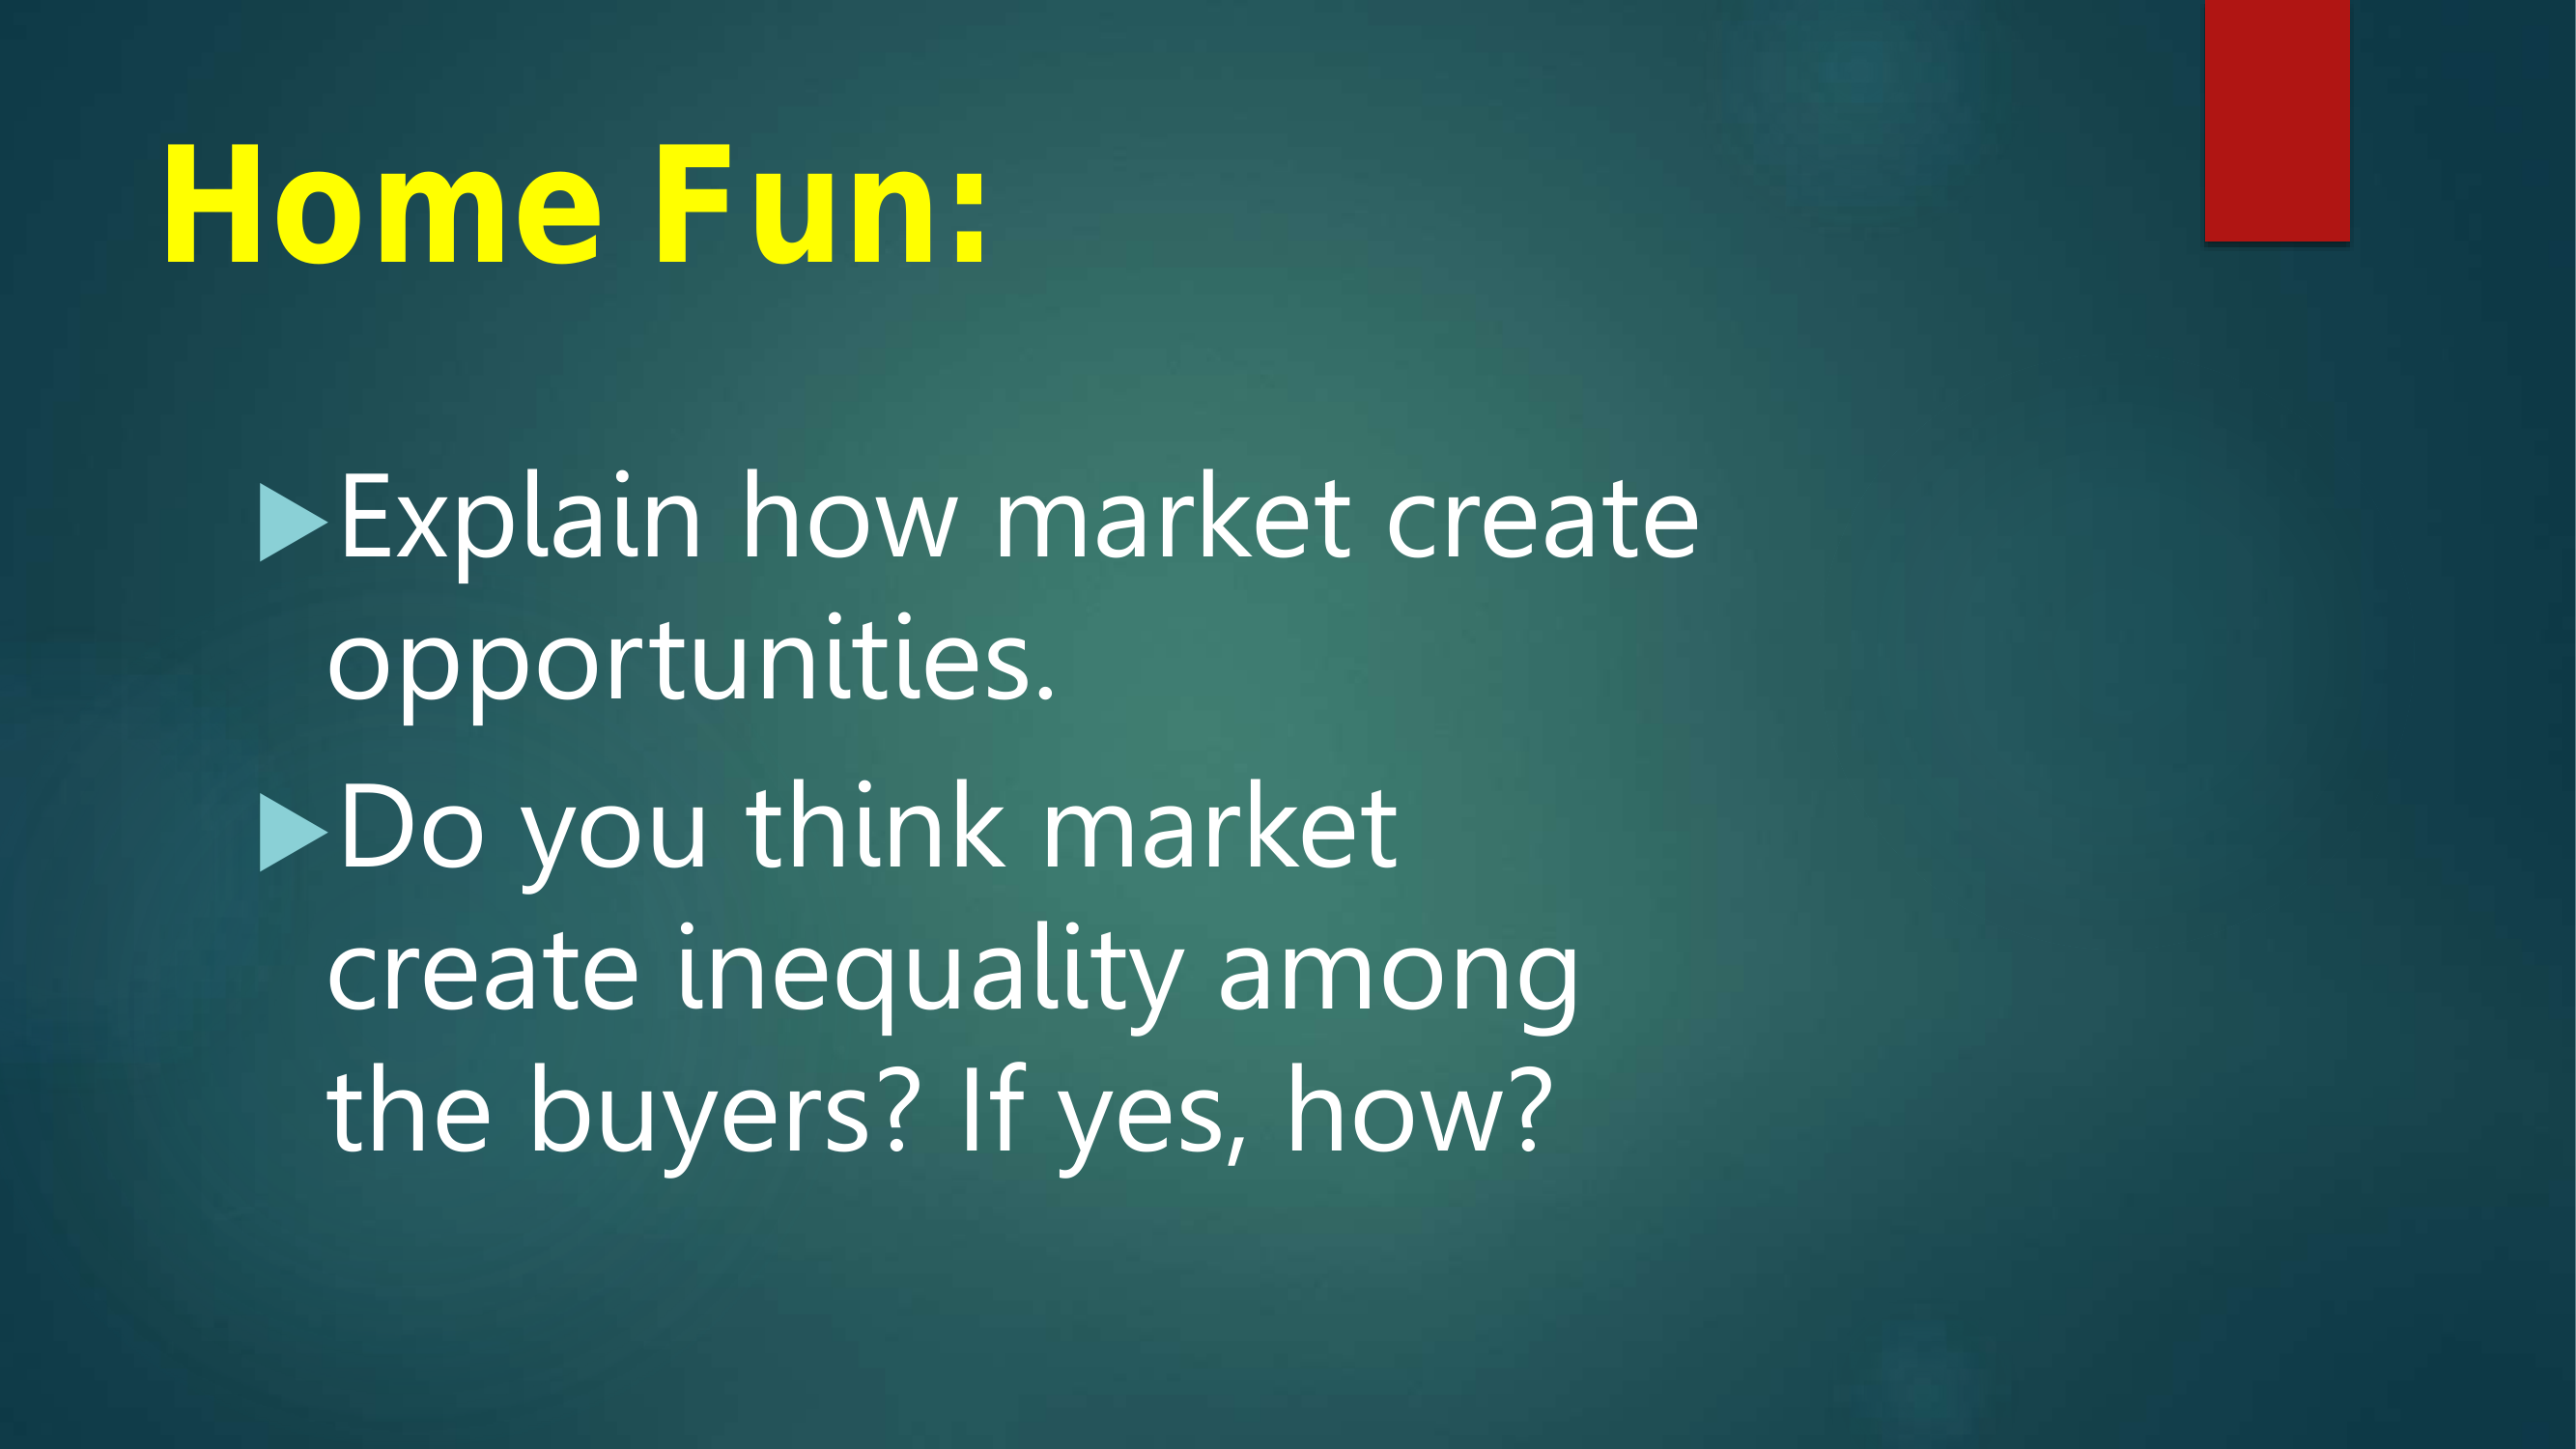 Home Fun:
Explain how market create
opportunities.
Do you think market
create inequality among
the buyers? If yes, how?